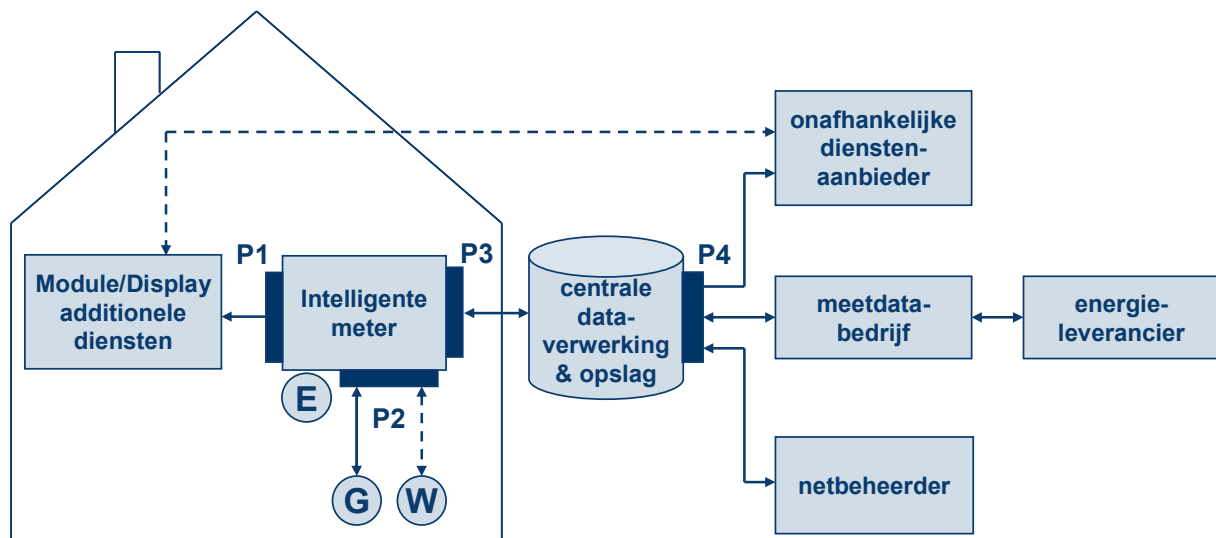 onafhankelijke
diensten-
aanbieder
P1
P3
P4
Module/Display
additionele
diensten
Intelligente
meter
centrale
data-
verwerking
& opslag
meetdata-
bedrijf
energie-
leverancier
E
P2
G
W
netbeheerder